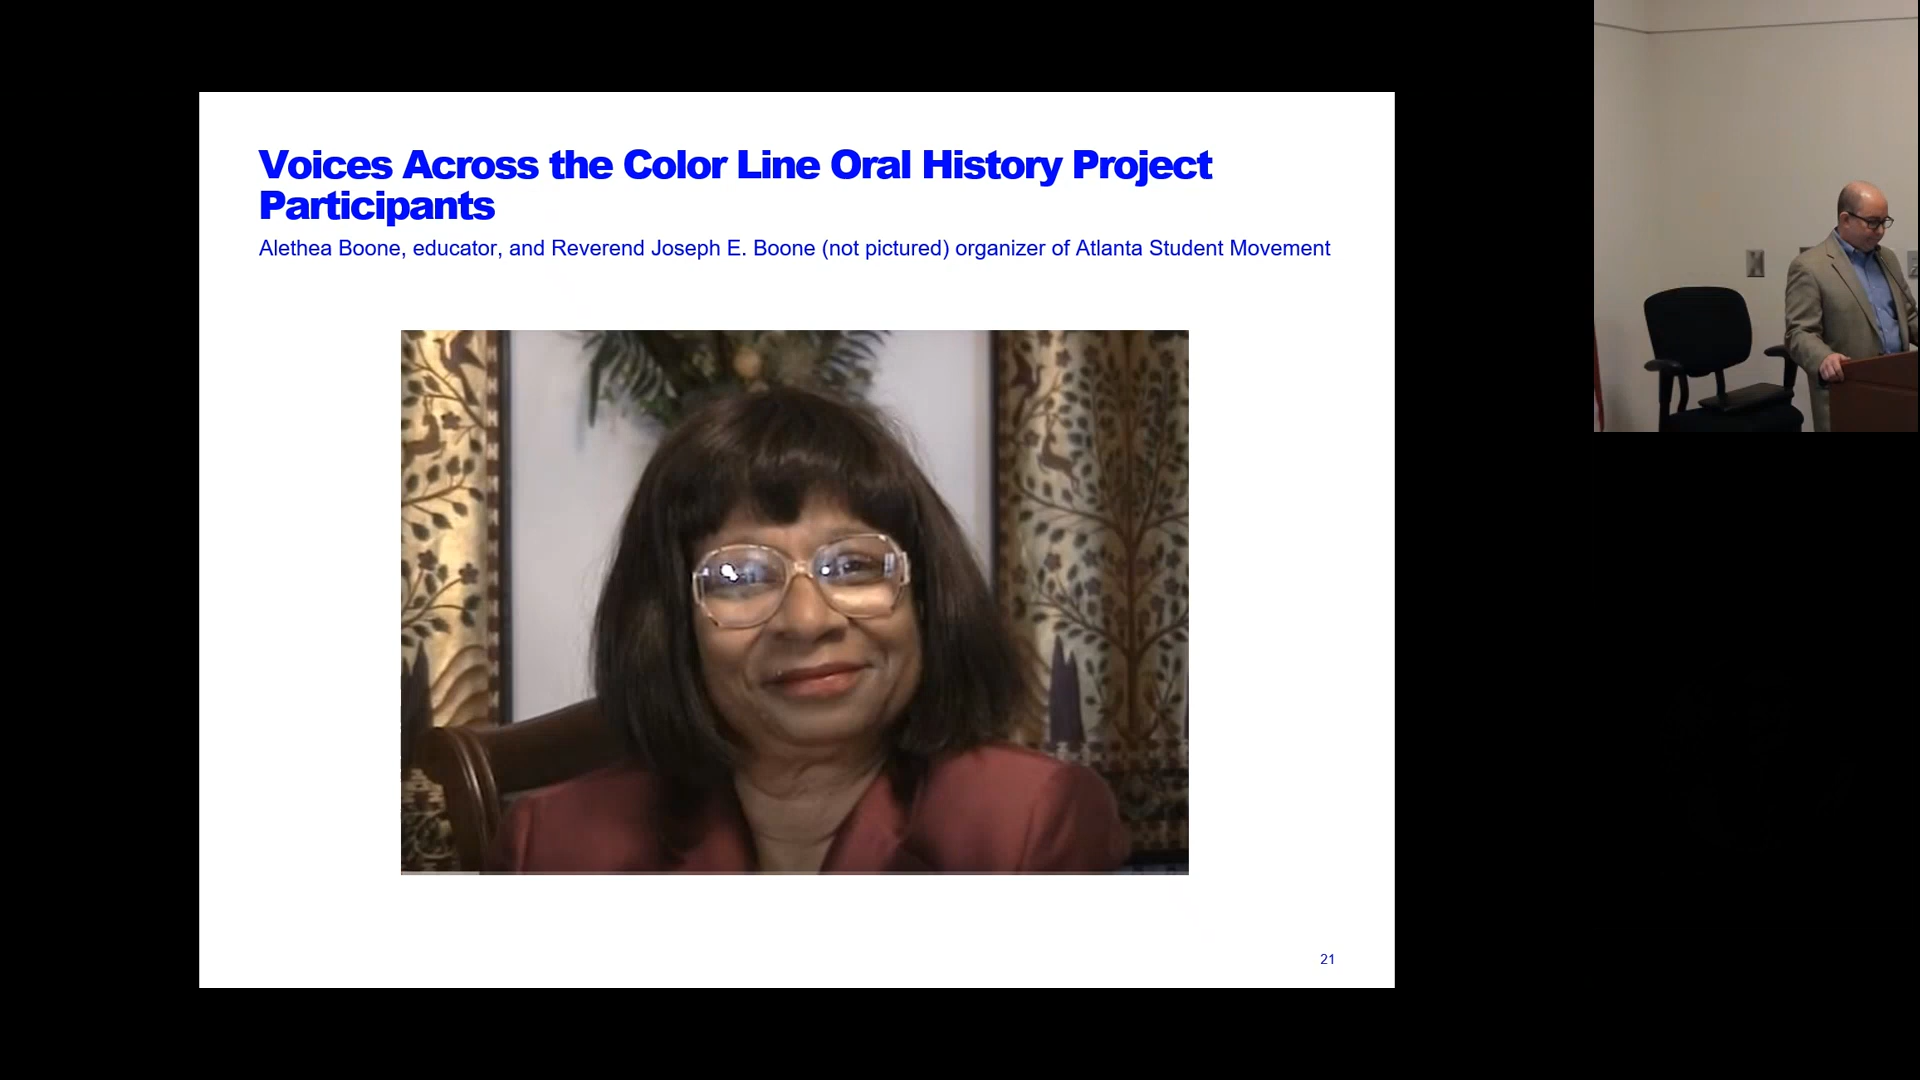 Voices Across the Color Line Oral History Project
Participants
Alethea Boone, educator, and Reverend Joseph E. Boone (not pictured) organizer of Atlanta Student Movement
21